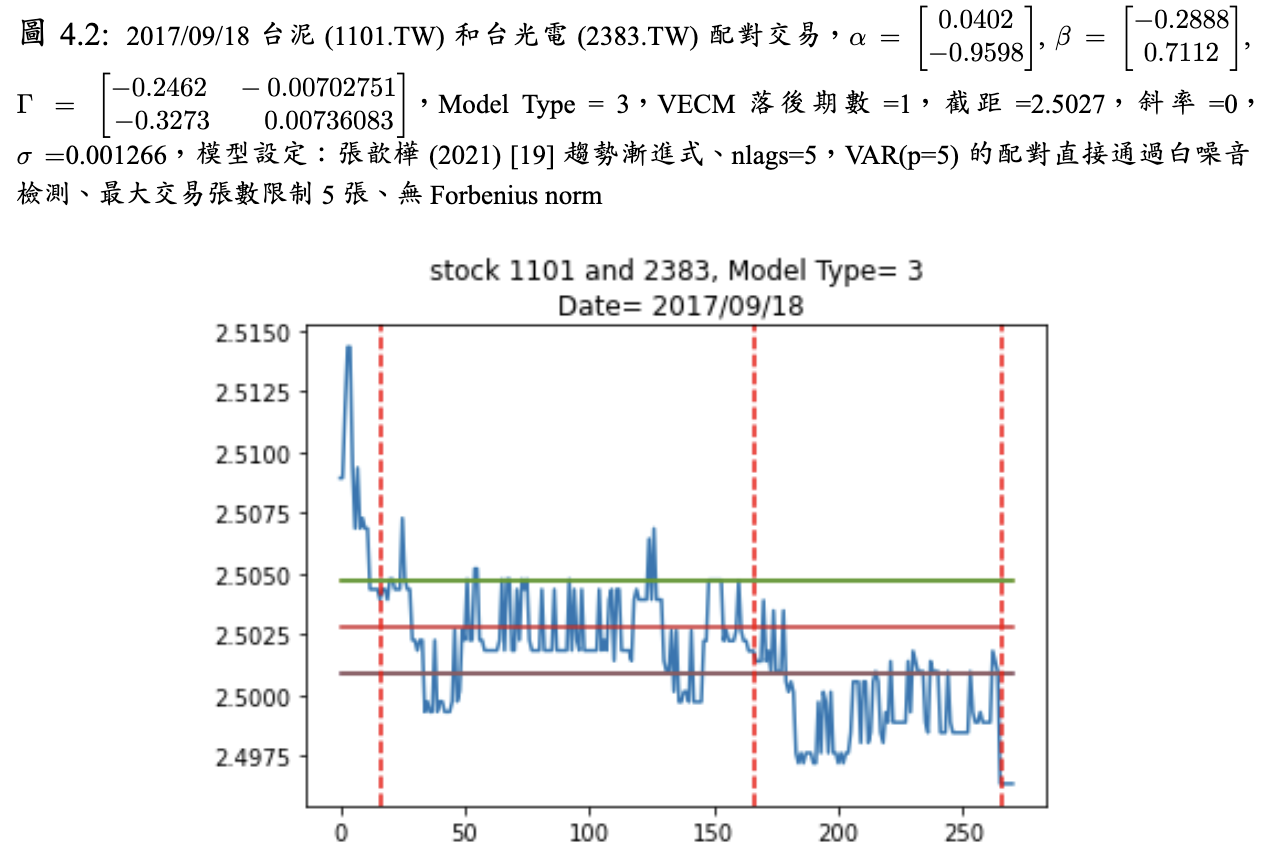 圖 4.2: 2017/09/18 台泥 (1101.TW) 和台光電 (2383.TW) 配對交易，α = [0.0402 −0.9598], β = [−0.2888 0.7112],
Γ = [−0.2462 −0.00702751 −0.3273 0.00736083]，Model Type = 3，VECM 落後期數 =1，截距 =2.5027，斜率 =0，
σ =0.001266，模型設定：張歆樺 (2021) [19] 趨勢漸進式、nlags=5，VAR(p=5) 的配對直接通過白噪音
檢測、最大交易張數限制 5 張、無 Forbenius norm
stock 1101 and 2383, Model Type= 3
Date= 2017/09/18
2.5150
2.5125
2.5100
2.5075
2.5050
2.5025
2.5000
2.4975
0 50 100 150 200 250